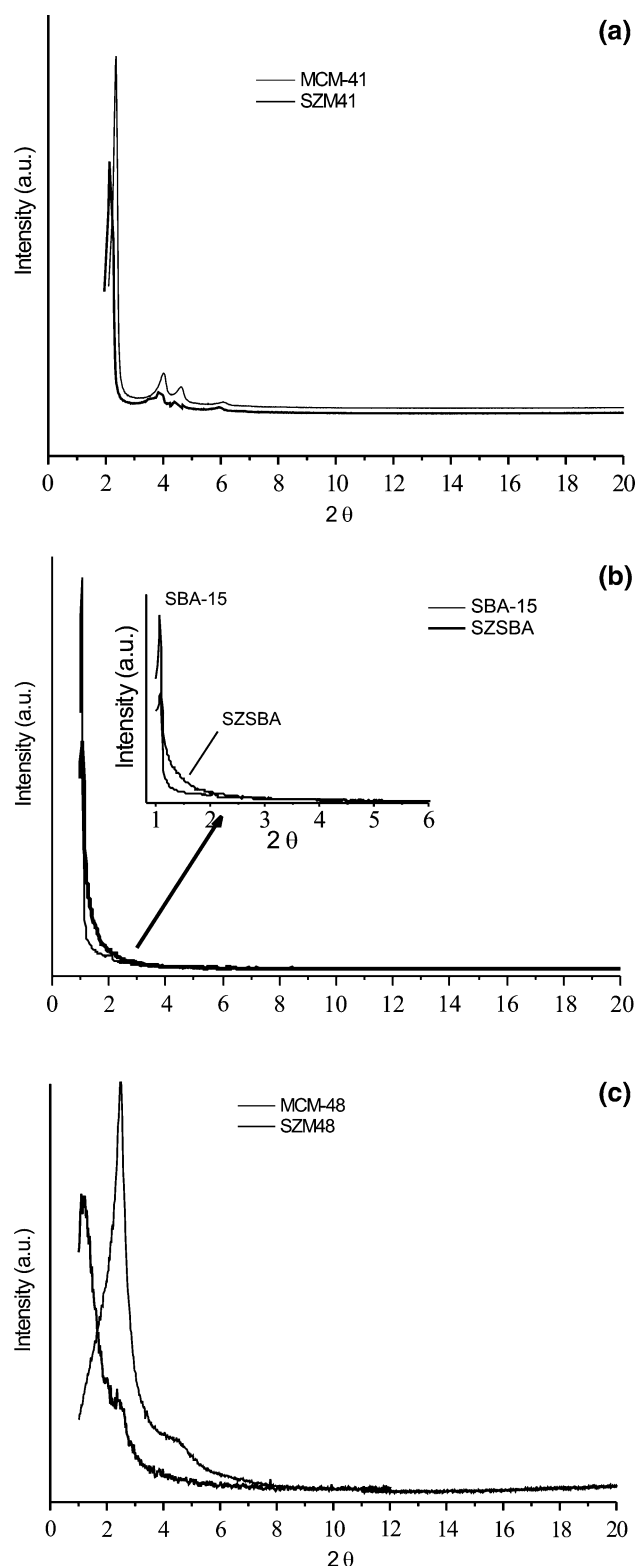 (a)
MCM-41
SZM41
Intensity (a.u.)
0 2 4 6 8 10 12 14 16 18 20
2 θ
(b)
SBA-15
SZSBA
SBA-15
SZSBA
Intensity (a.u.)
1 2 3 4 5 6
2 θ
Intensity (a.u.)
0 2 4 6 8 10 12 14 16 18 20
2 θ
(c)
MCM-48
SZM48
Intensity (a.u.)
0 2 4 6 8 10 12 14 16 18 20
2 θ